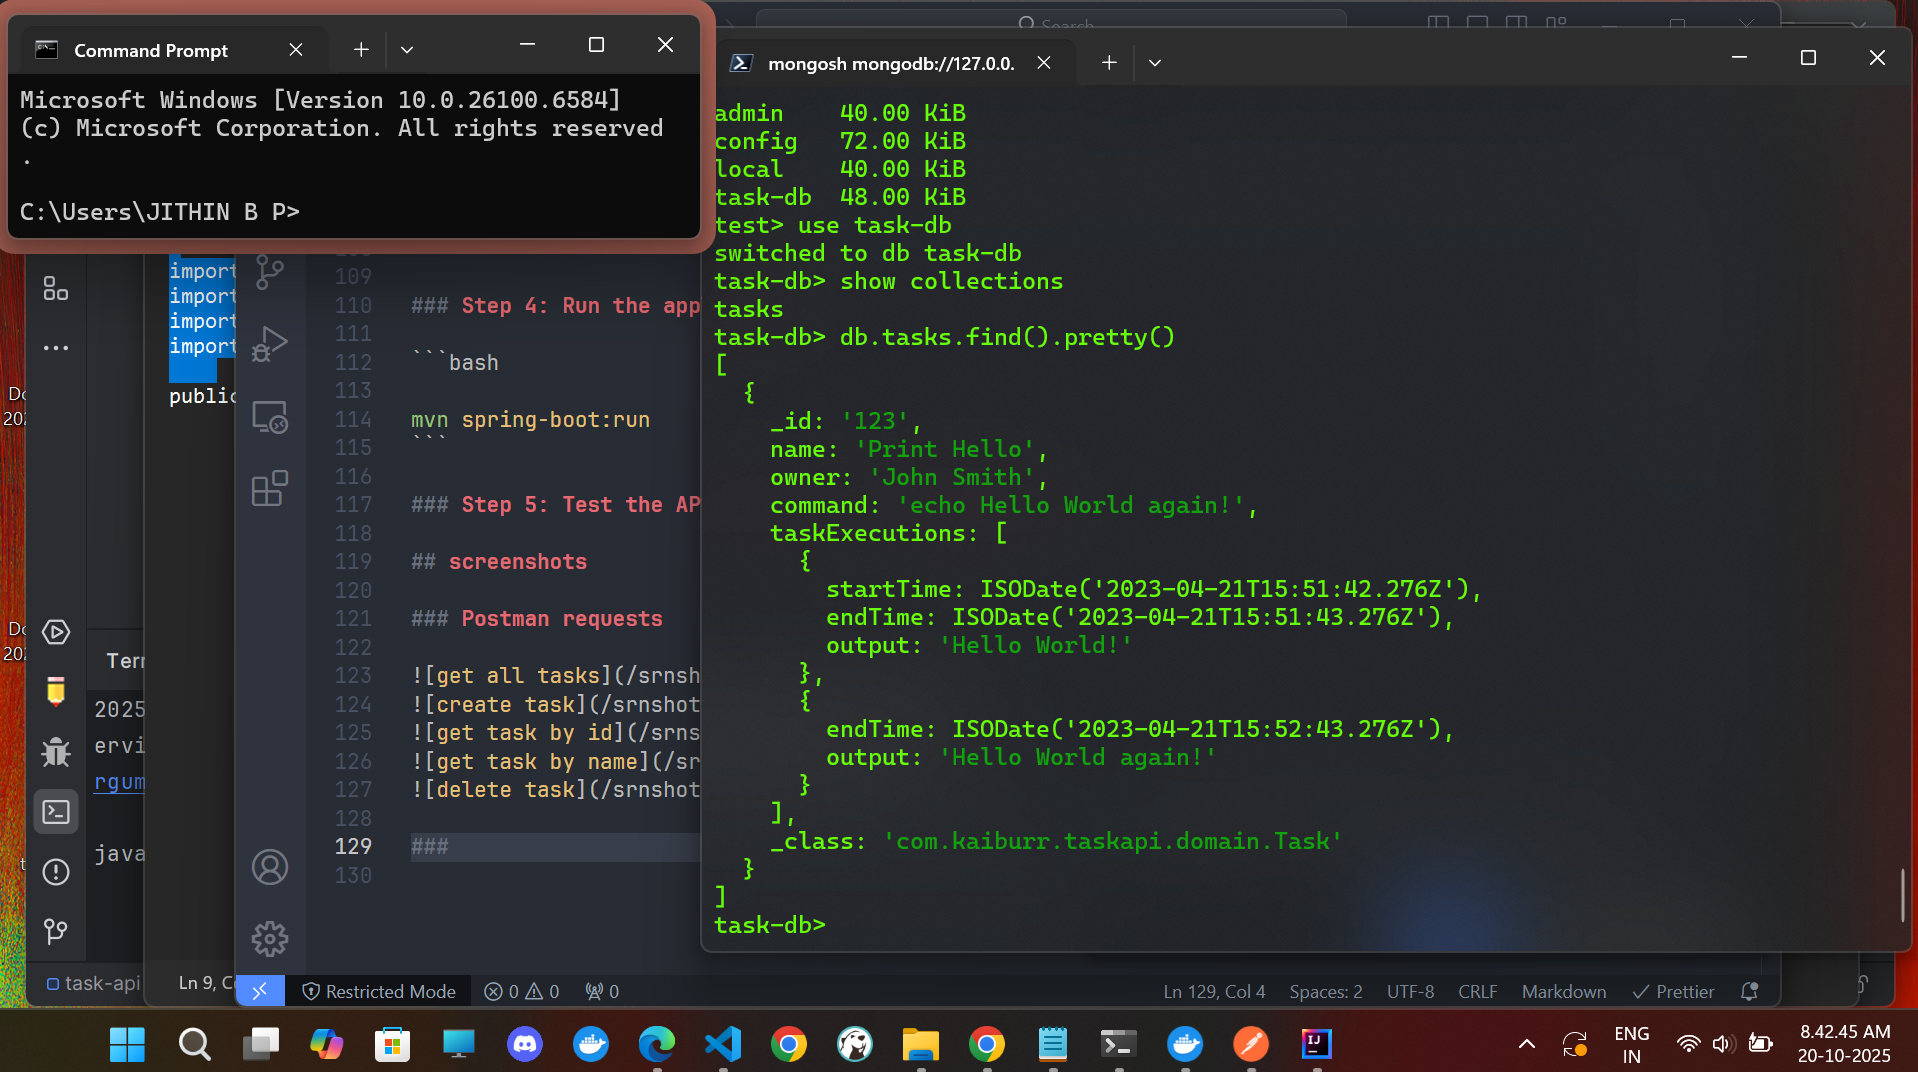 Command Prompt
Microsoft Windows [Version 10.0.26100.6584]
(c) Microsoft Corporation. All rights reserved
.
C:\Users\JITHIN B P>
Search
mongosh mongodb://127.0.0.
admin    40.00 KiB
config   72.00 KiB
local    40.00 KiB
task-db  48.00 KiB
test> use task-db
switched to db task-db
task-db> show collections
tasks
task-db> db.tasks.find().pretty()
[
  {
    _id: '123',
    name: 'Print Hello',
    owner: 'John Smith',
    command: 'echo Hello World again!',
    taskExecutions: [
      {
        startTime: ISODate('2023-04-21T15:51:42.276Z'),
        endTime: ISODate('2023-04-21T15:51:43.276Z'),
        output: 'Hello World!'
      },
      {
        endTime: ISODate('2023-04-21T15:52:43.276Z'),
        output: 'Hello World again!'
      }
    ],
    _class: 'com.kaiburr.taskapi.domain.Task'
  }
]
task-db>
import
import
import
import
public
109
110 ### Step 4: Run the app
111
112 ```bash
113
114 mvn spring-boot:run
115 ```
116
117 ### Step 5: Test the AP
118
119 ## screenshots
120
121 ### Postman requests
122
123 ![get all tasks](/srnsh
124 ![create task](/srnshot
125 ![get task by id](/srns
126 ![get task by name](/sr
127 ![delete task](/srnshot
128
129 ###
130
Do
202
Do
202
Terr
2025
ervi
rgum
java
task-api
Ln 9, C
Restricted Mode
0
0
0
Ln 129, Col 4
Spaces: 2
UTF-8
CRLF
Markdown
Prettier
IJ
ENG
IN
8.42.45 AM
20-10-2025